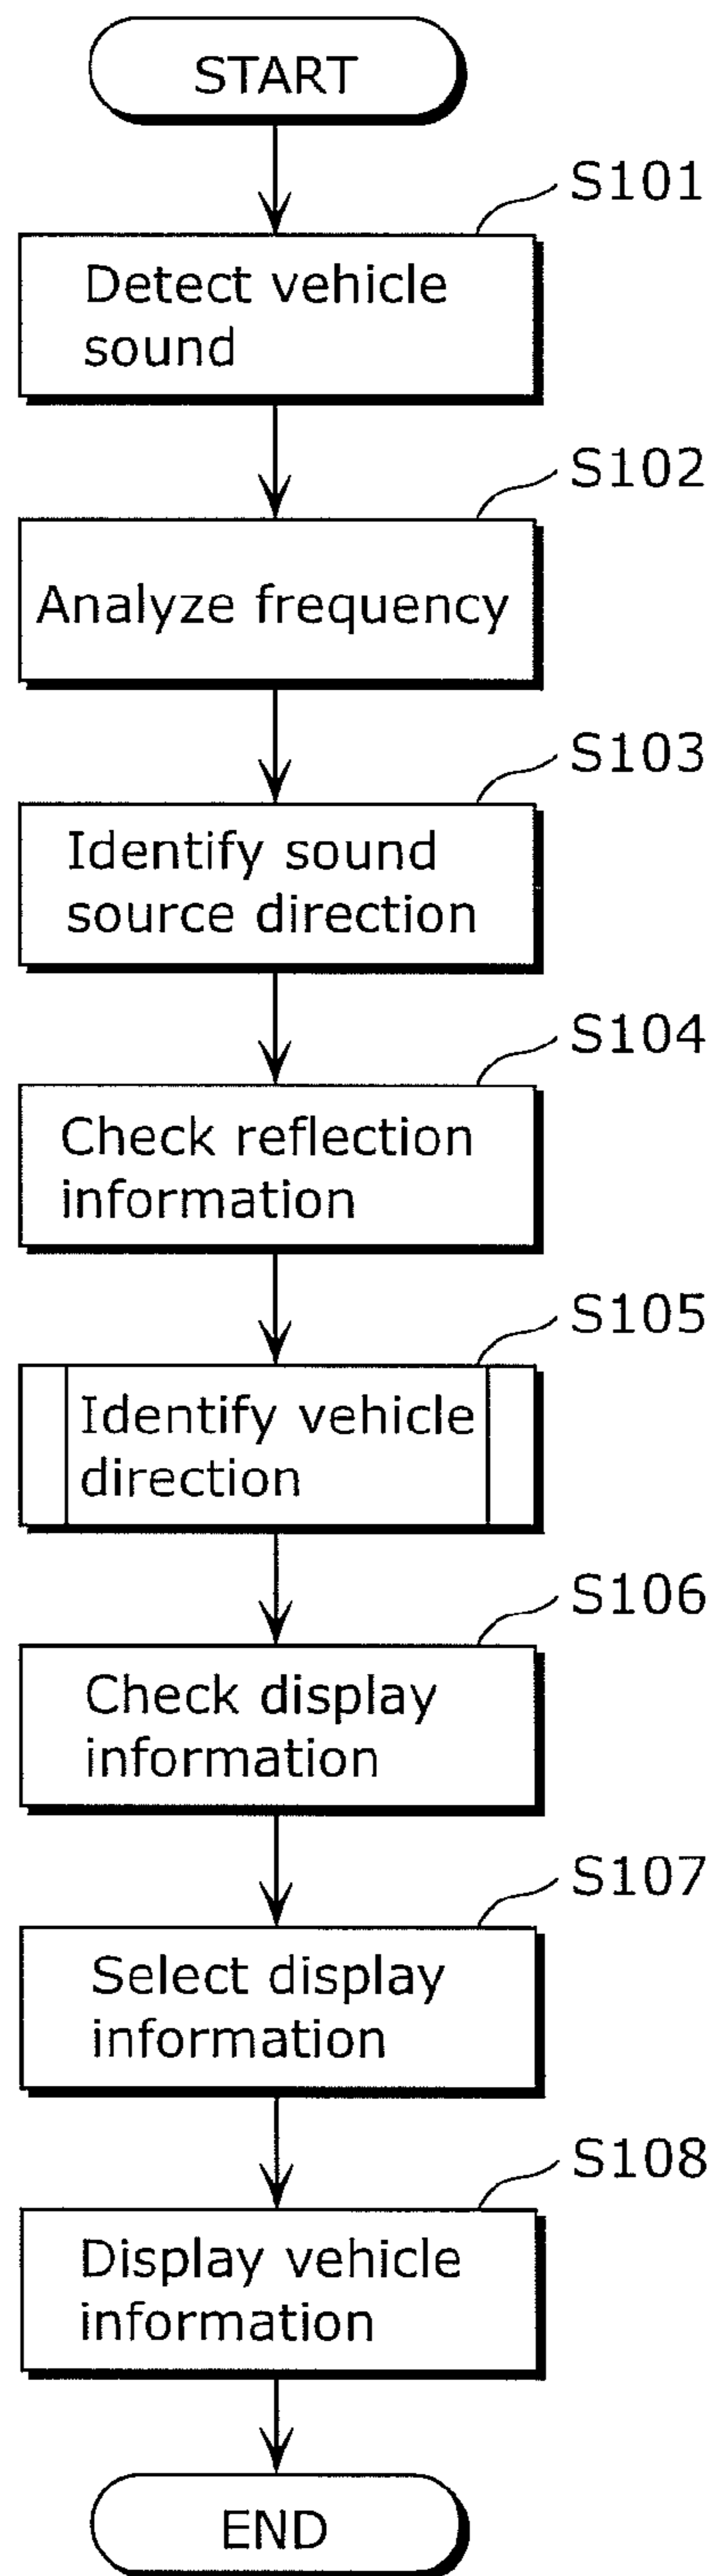 START
S101
Detect vehicle
sound
S102
Analyze frequency
S103
Identify sound
source direction
S104
Check reflection
information
S105
Identify vehicle
direction
S106
Check display
information
S107
Select display
information
S108
Display vehicle
information
END